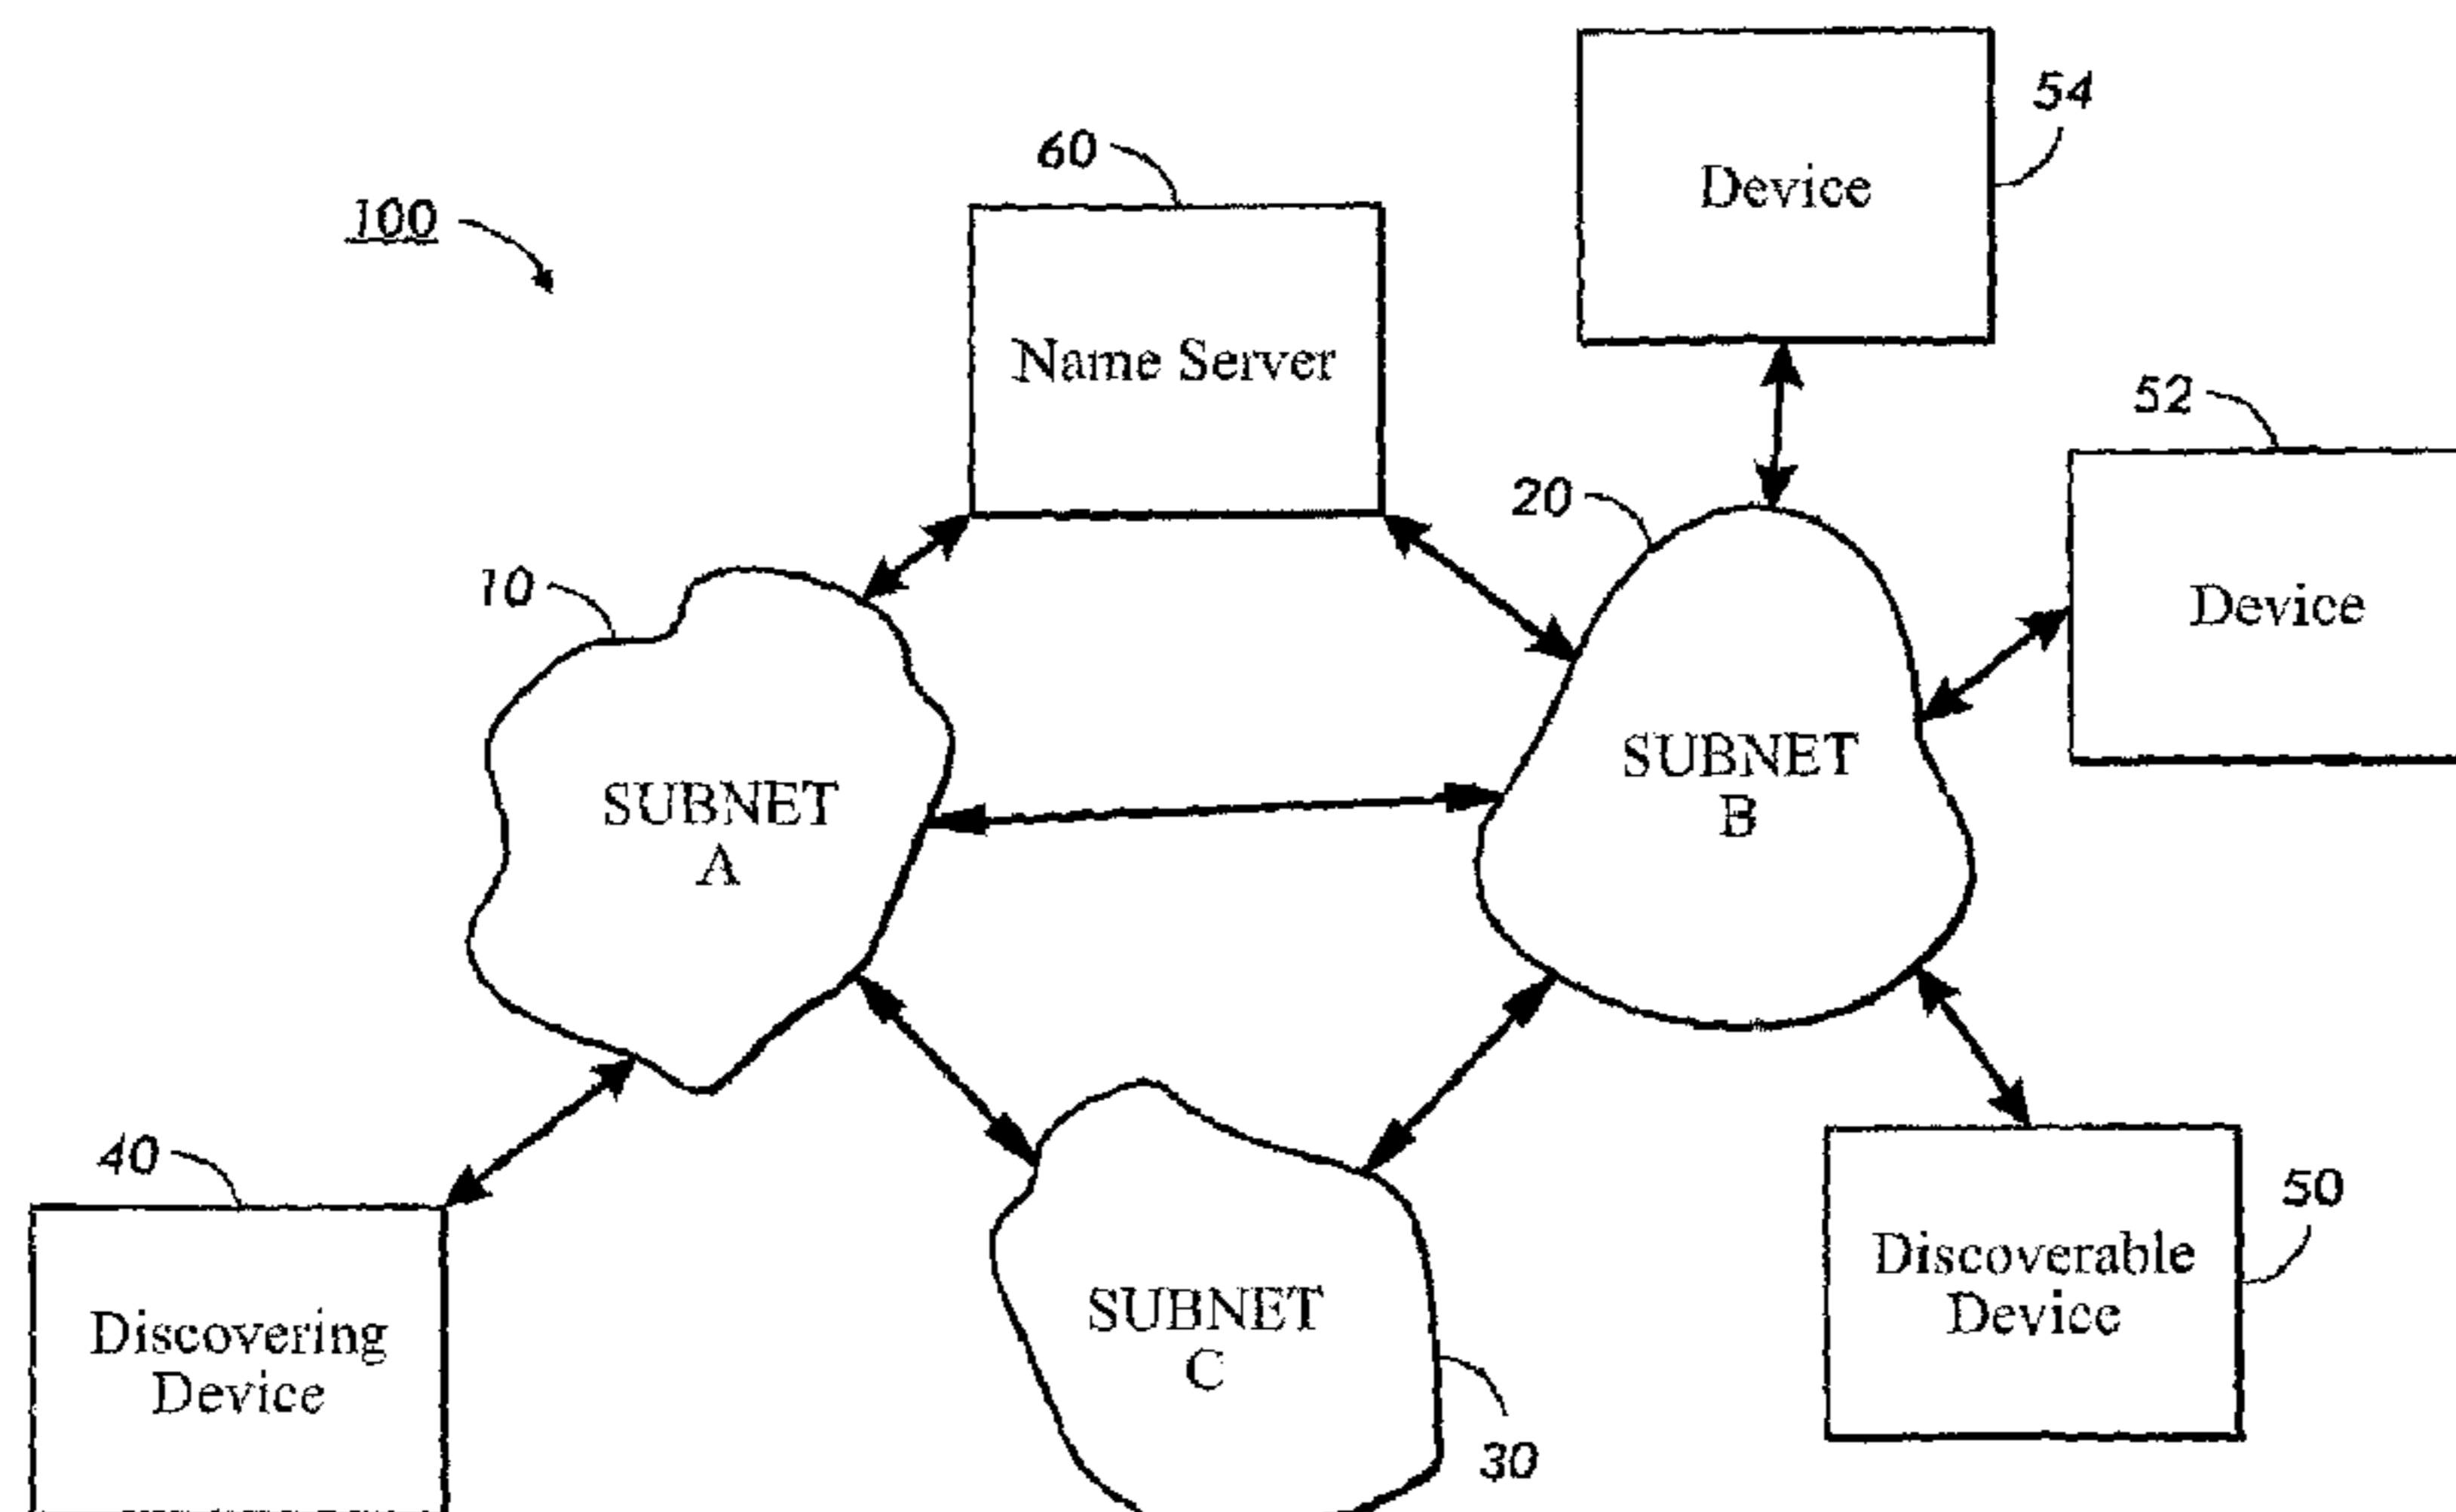 54
Device
60
100
Name Server
52
Device
20
10
SUBNET
B
SUBNET
A
40
50
Discoverable
Device
Discovering
Device
SUBNET
C
30